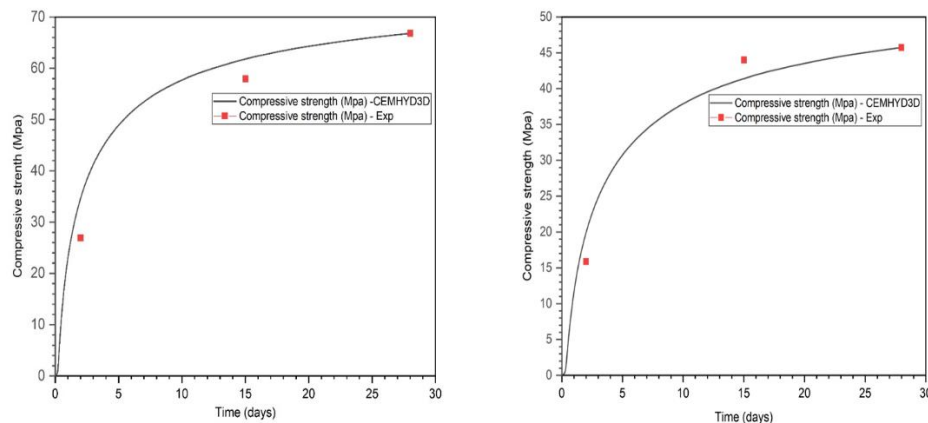 70
60
50
40
30
20
10
0
Compressive strenth (Mpa)
Compressive strength (Mpa) -CEMHYD3D
Compressive strength (Mpa) - Exp
0 5 10 15 20 25 30
Time (days)
50
45
40
35
30
25
20
15
10
5
0
Compressive strength (Mpa)
Compressive strength (Mpa) - CEMHYD3D
Compressive strength (Mpa) - Exp
0 5 10 15 20 25 30
Time (days)